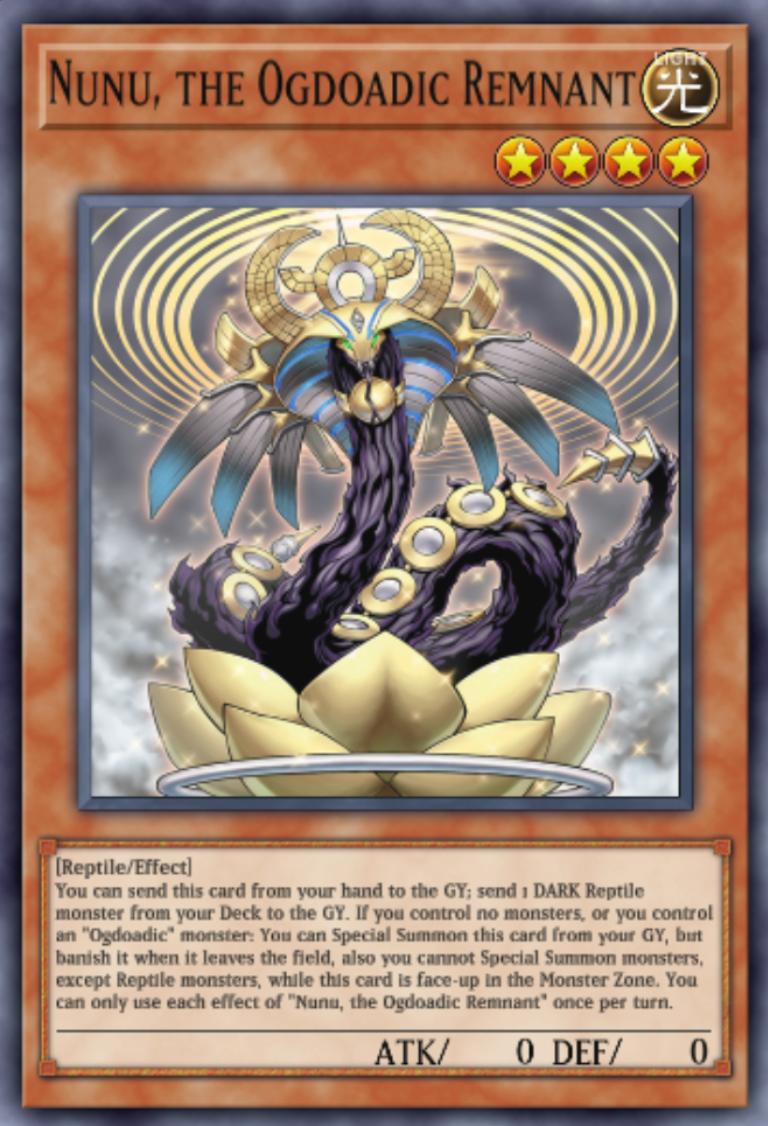 NUNU, THE OGDOADIC REMNANT
LIGHT
光
[Reptile/Effect]
You can send this card from your hand to the GY; send 1 DARK Reptile
monster from your Deck to the GY. If you control no monsters, or you control
an "Ogdoadic" monster: You can Special Summon this card from your GY, but
banish it when it leaves the field, also you cannot Special Summon monsters,
except Reptile monsters, while this card is face-up in the Monster Zone. You
can only use each effect of "Nunu, the Ogdoadic Remnant" once per turn.
ATK/ 0 DEF/ 0